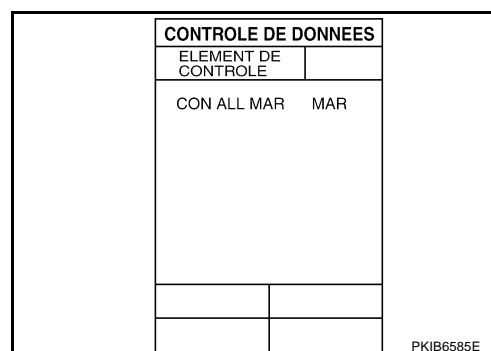 CONTROLE DE DONNEES
ELEMENT DE
CONTROLE
CON ALL MAR MAR
PKIB6585E